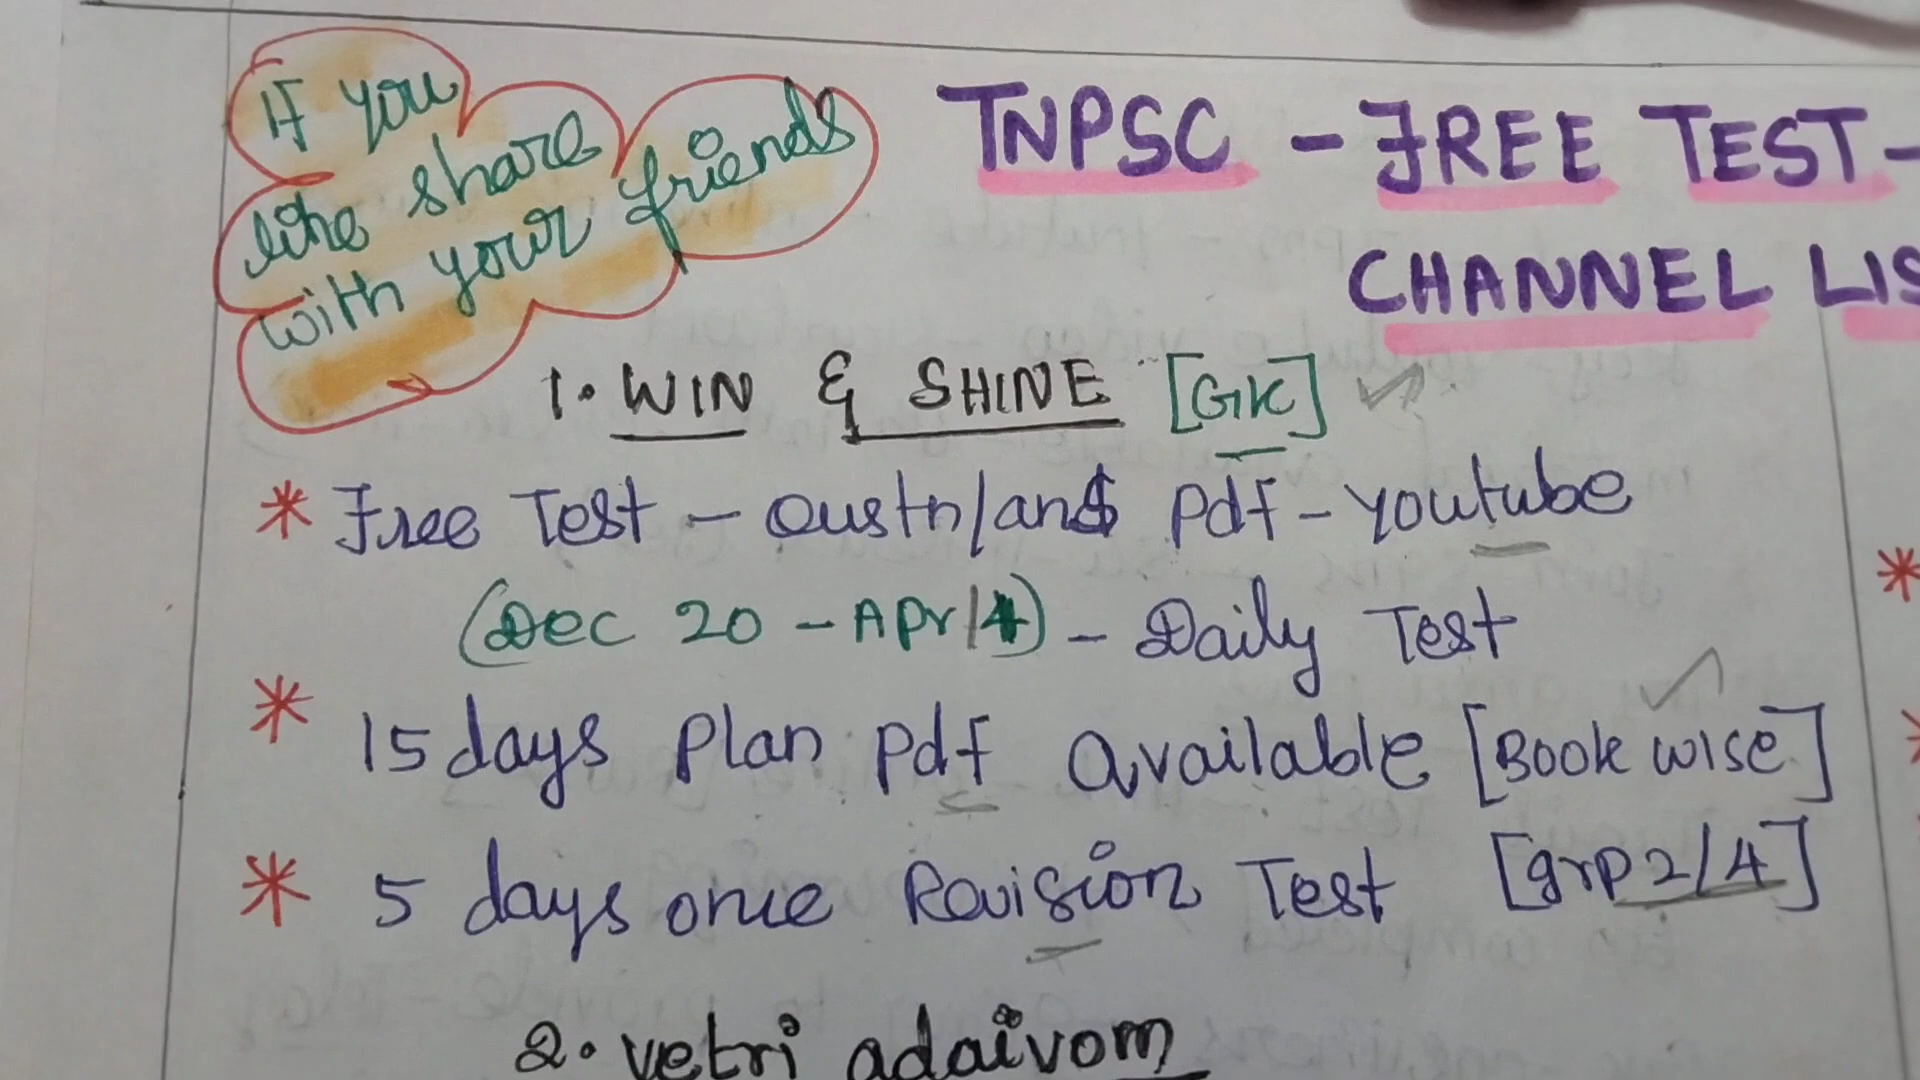 If you
like share
with your friends
TNPSC - FREE TEST -
CHANNEL LIS
1. WIN & SHINE [GK]
* Free Test - Qustn/ans pdf - youtube
(Dec 20 - Apr/4) - Daily Test
* 15 days plan pdf available [Book wise]
* 5 days once Revision Test [grp 2/4]
2. vetri adaivom